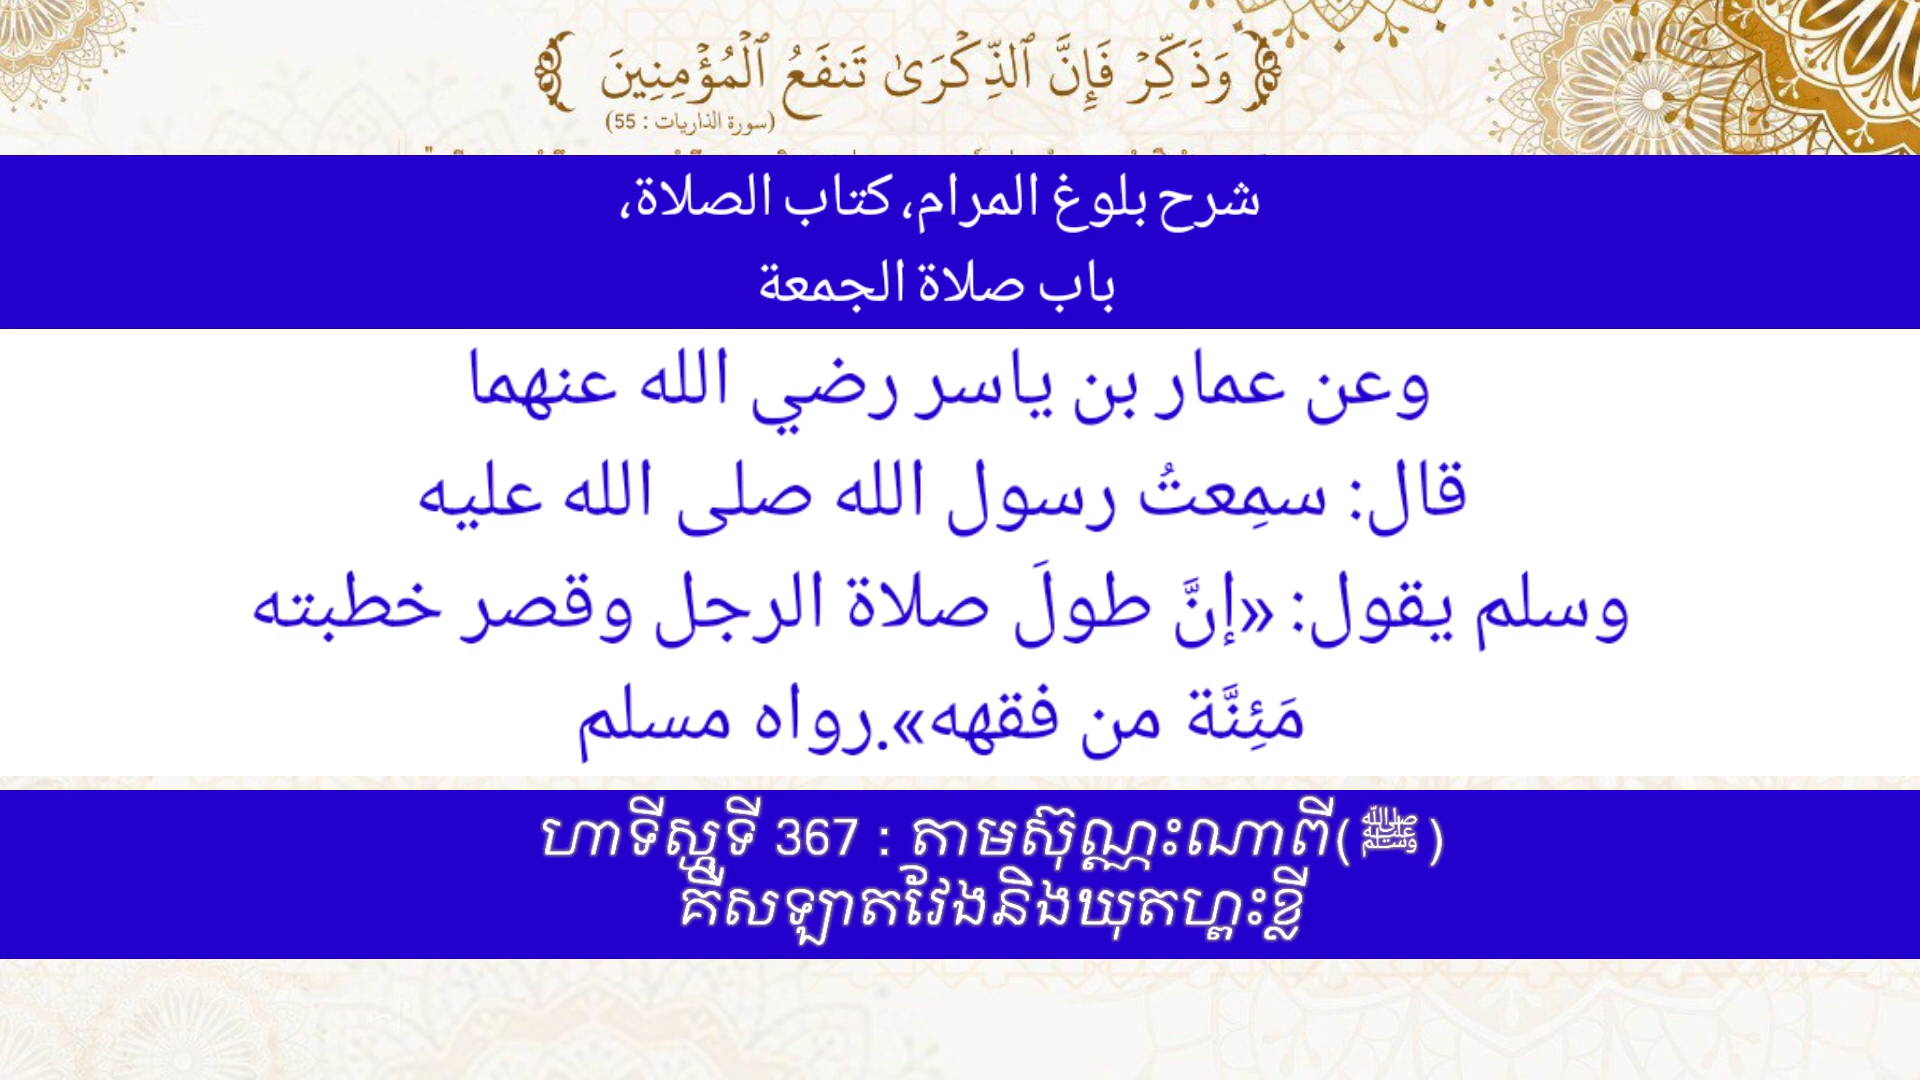 وَذَكِّرْ فَإِنَّ ٱلذِّكْرَىٰ تَنفَعُ ٱلْمُؤْمِنِينَ
(سورة الذاريات : 55)
شرح بلوغ المرام، كتاب الصلاة،
باب صلاة الجمعة
وعن عمار بن ياسر رضي الله عنهما
قال: سمِعتُ رسول الله صلى الله عليه
وسلم يقول: «إنَّ طولَ صلاة الرجل وقصر خطبته
مَئِنَّة من فقهه».رواه مسلم
ហាទីស្ហទី 367 : តាមស៊ុណ្ណះណាពី(ﷺ)
គឺសឡាតវែងនិងឃុតហ្ពះខ្លី